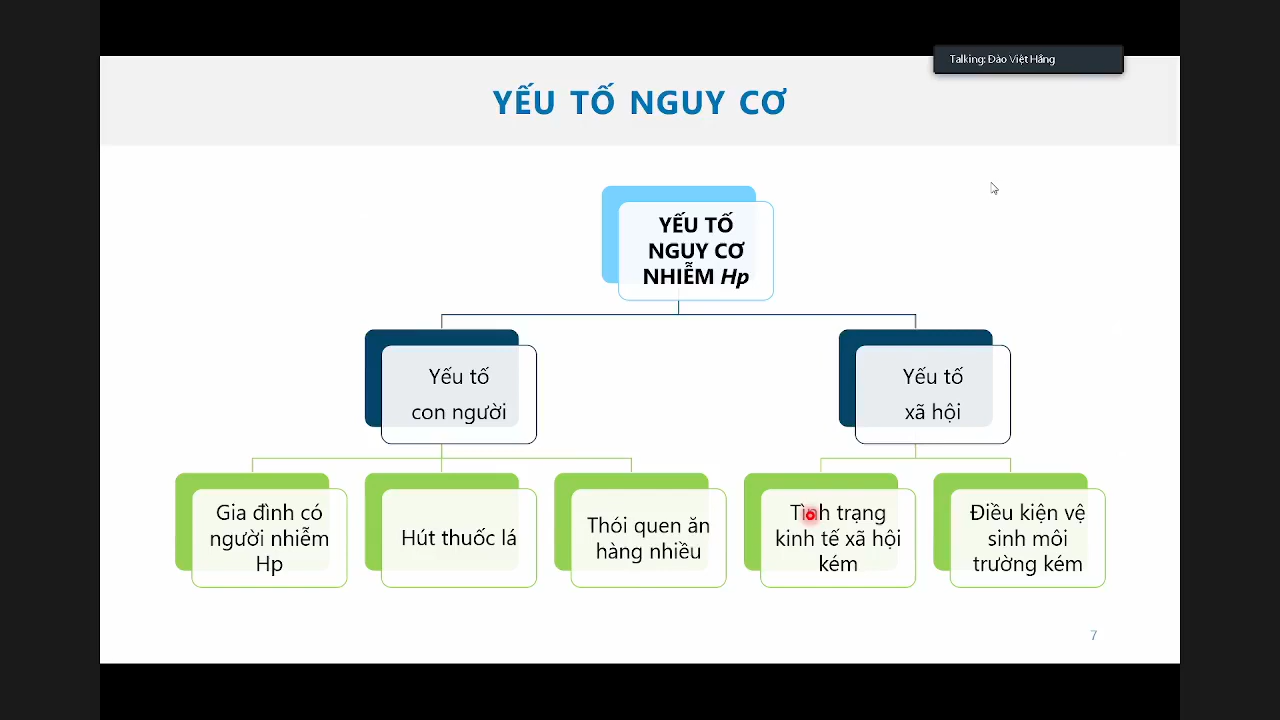 Talking: Đào Việt Hằng
YẾU TỐ NGUY CƠ
YẾU TỐ
NGUY CƠ
NHIỄM Hp
Yếu tố
con người
Yếu tố
xã hội
Gia đình có
người nhiễm
Hp
Hút thuốc lá
Thói quen ăn
hàng nhiều
Tình trạng
kinh tế xã hội
kém
Điều kiện vệ
sinh môi
trường kém
7